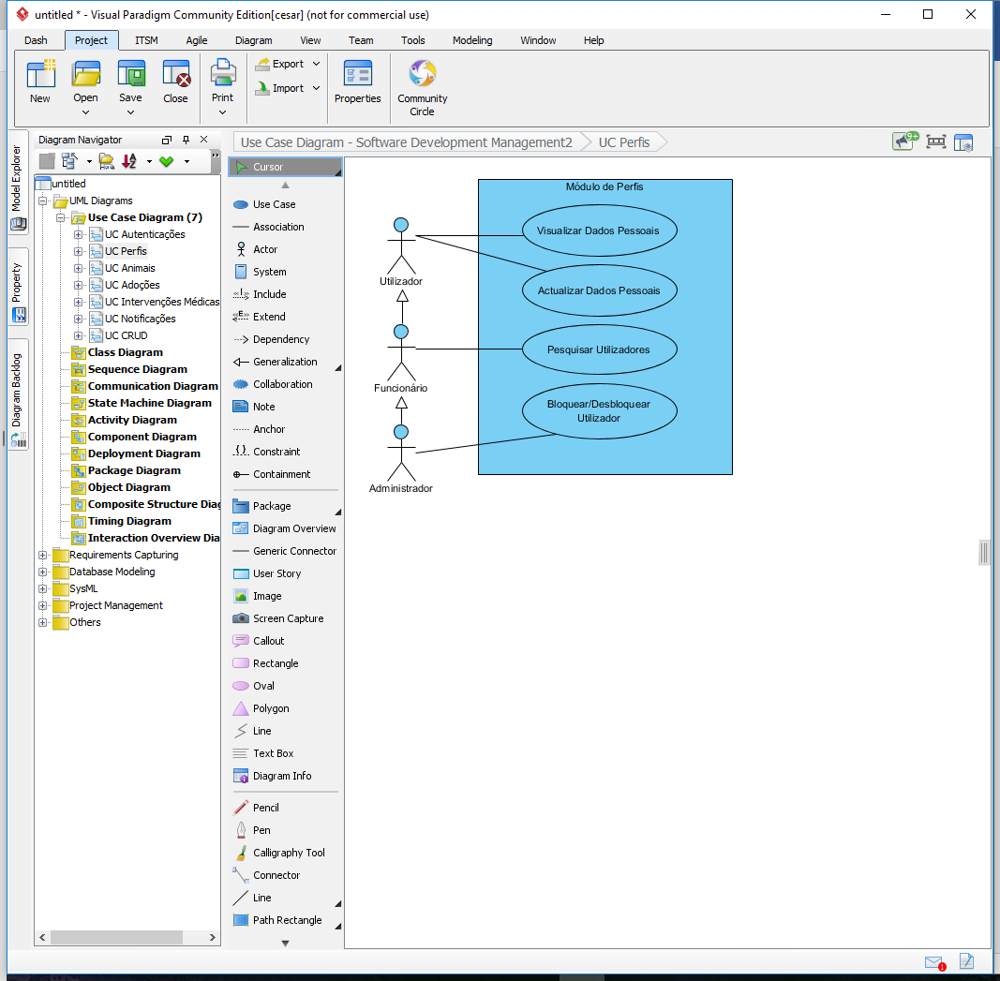 untitled * - Visual Paradigm Community Edition[cesar] (not for commercial use)
Dash Project ITSM Agile Diagram View Team Tools Modeling Window Help
New Open Save Close Print Export Import Properties Community Circle
Model Explorer
Property
Diagram Backlog
Diagram Navigator
untitled
UML Diagrams
Use Case Diagram (7)
UC Autenticações
UC Perfis
UC Animais
UC Adoções
UC Intervenções Médicas
UC Notificações
UC CRUD
Class Diagram
Sequence Diagram
Communication Diagram
State Machine Diagram
Activity Diagram
Component Diagram
Deployment Diagram
Package Diagram
Object Diagram
Composite Structure Diag
Timing Diagram
Interaction Overview Dia
Requirements Capturing
Database Modeling
SysML
Project Management
Others
Use Case Diagram - Software Development Management2 UC Perfis
9+
Cursor
Use Case
Association
Actor
System
Include
Extend
Dependency
Generalization
Collaboration
Note
Anchor
Constraint
Containment
Package
Diagram Overview
Generic Connector
User Story
Image
Screen Capture
Callout
Rectangle
Oval
Polygon
Line
Text Box
Diagram Info
Pencil
Pen
Calligraphy Tool
Connector
Line
Path Rectangle
Módulo de Perfis
Visualizar Dados Pessoais
Utilizador
Actualizar Dados Pessoais
Pesquisar Utilizadores
Funcionário
Bloquear/Desbloquear
Utilizador
Administrador
1